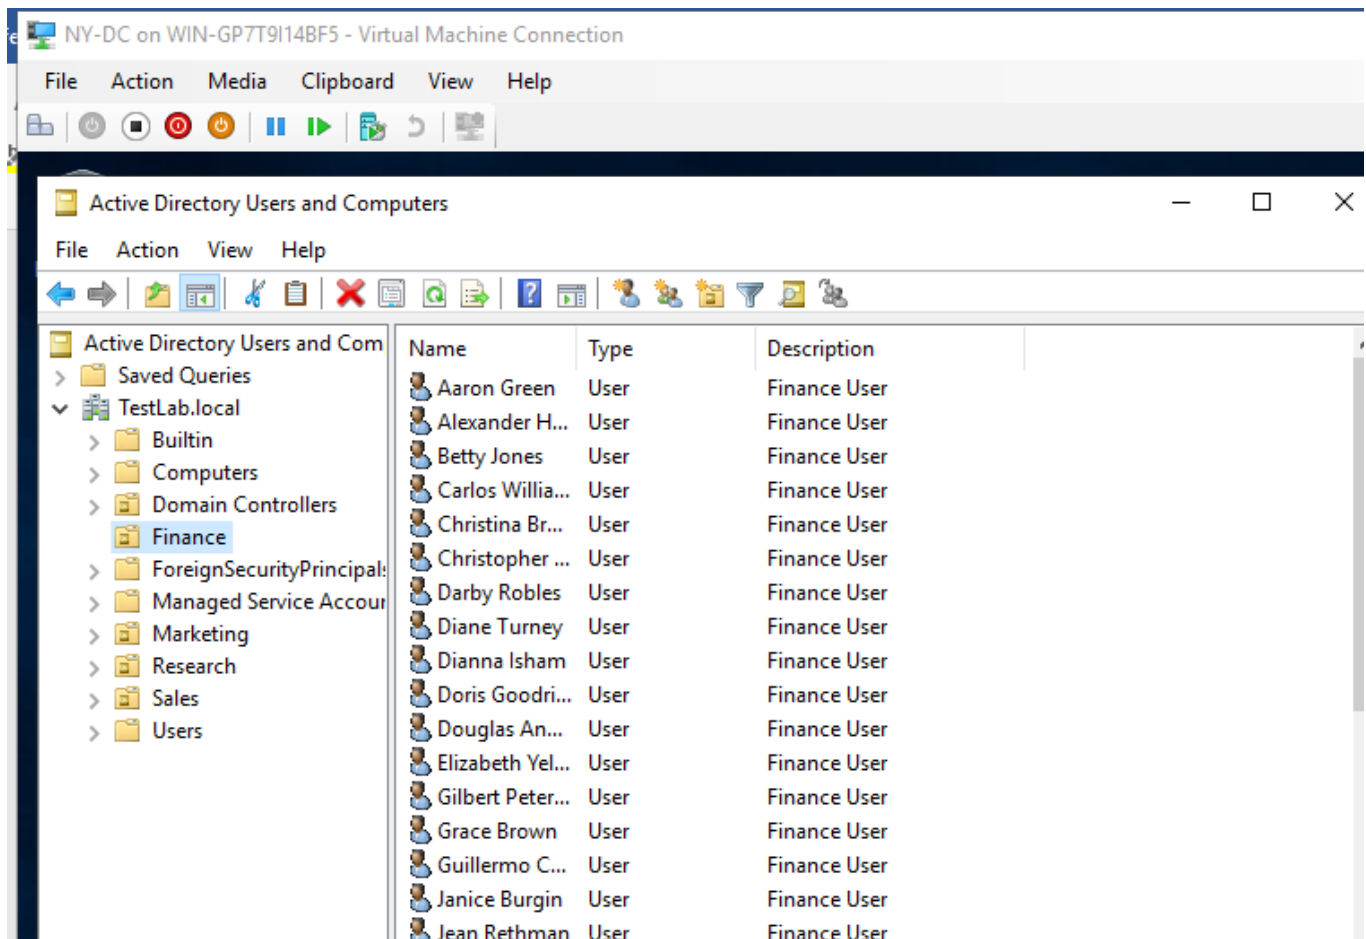 NY-DC on WIN-GP7T9I14BF5 - Virtual Machine Connection
File Action Media Clipboard View Help
Active Directory Users and Computers
File Action View Help
Active Directory Users and Com
Saved Queries
TestLab.local
Builtin
Computers
Domain Controllers
Finance
ForeignSecurityPrincipals
Managed Service Accour
Marketing
Research
Sales
Users
Name Type Description
Aaron Green User Finance User
Alexander H... User Finance User
Betty Jones User Finance User
Carlos Willia... User Finance User
Christina Br... User Finance User
Christopher ... User Finance User
Darby Robles User Finance User
Diane Turney User Finance User
Dianna Isham User Finance User
Doris Goodri... User Finance User
Douglas An... User Finance User
Elizabeth Yel... User Finance User
Gilbert Peter... User Finance User
Grace Brown User Finance User
Guillermo C... User Finance User
Janice Burgin User Finance User
Jean Rethman User Finance User